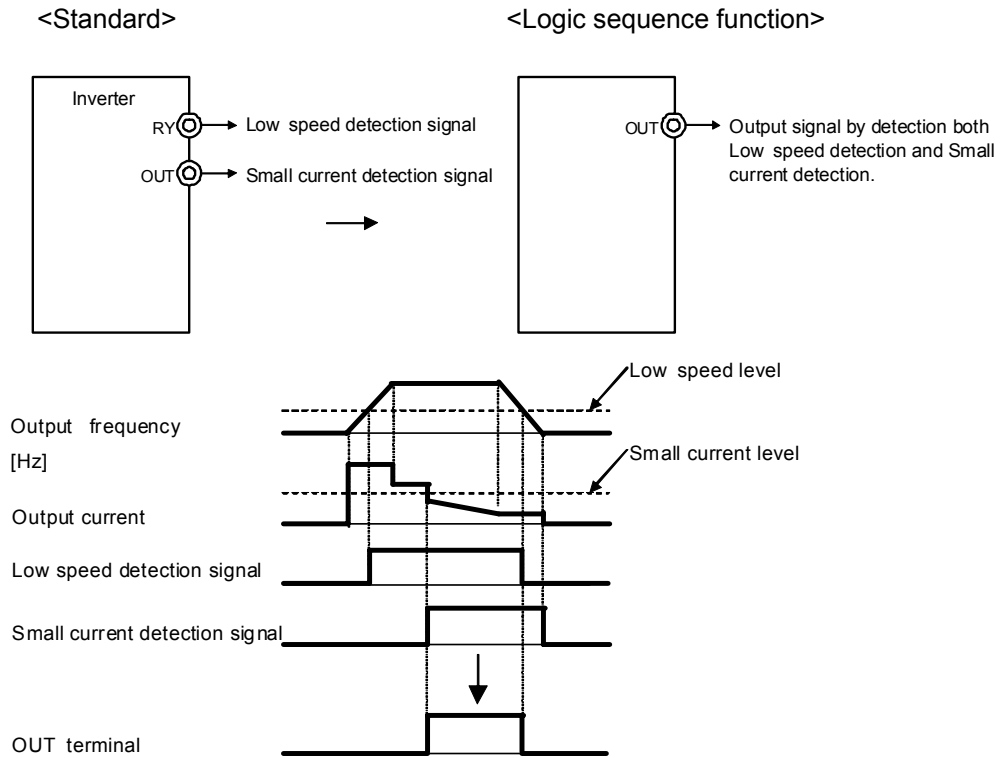 <Standard>
<Logic sequence function>
Inverter
RY
Low speed detection signal
OUT
Small current detection signal
OUT
Output signal by detection both
Low speed detection and Small
current detection.
Low speed level
Output frequency
[Hz]
Small current level
Output current
Low speed detection signal
Small current detection signal
OUT terminal